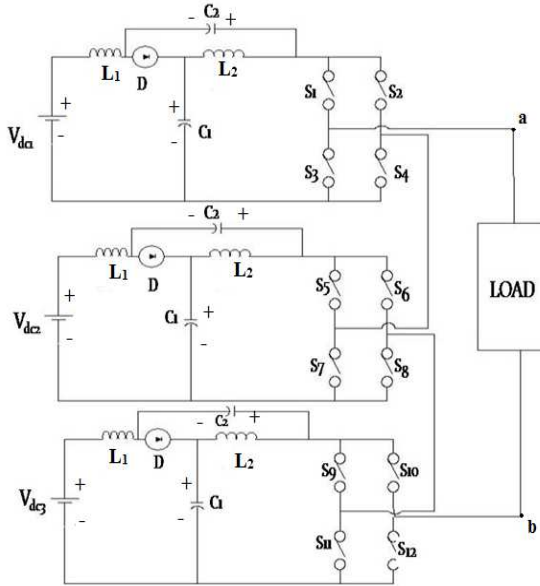 - C2 +
L1 D L2
+ + S1 S2
Vdc1 C1 a
- - S3 S4
- C2 +
L1 D L2
+ + S5 S6
Vdc2 C1 LOAD
- - S7 S8
- C2 +
L1 D L2
+ + S9 S10
Vdc3 C1 b
- - S11 S12